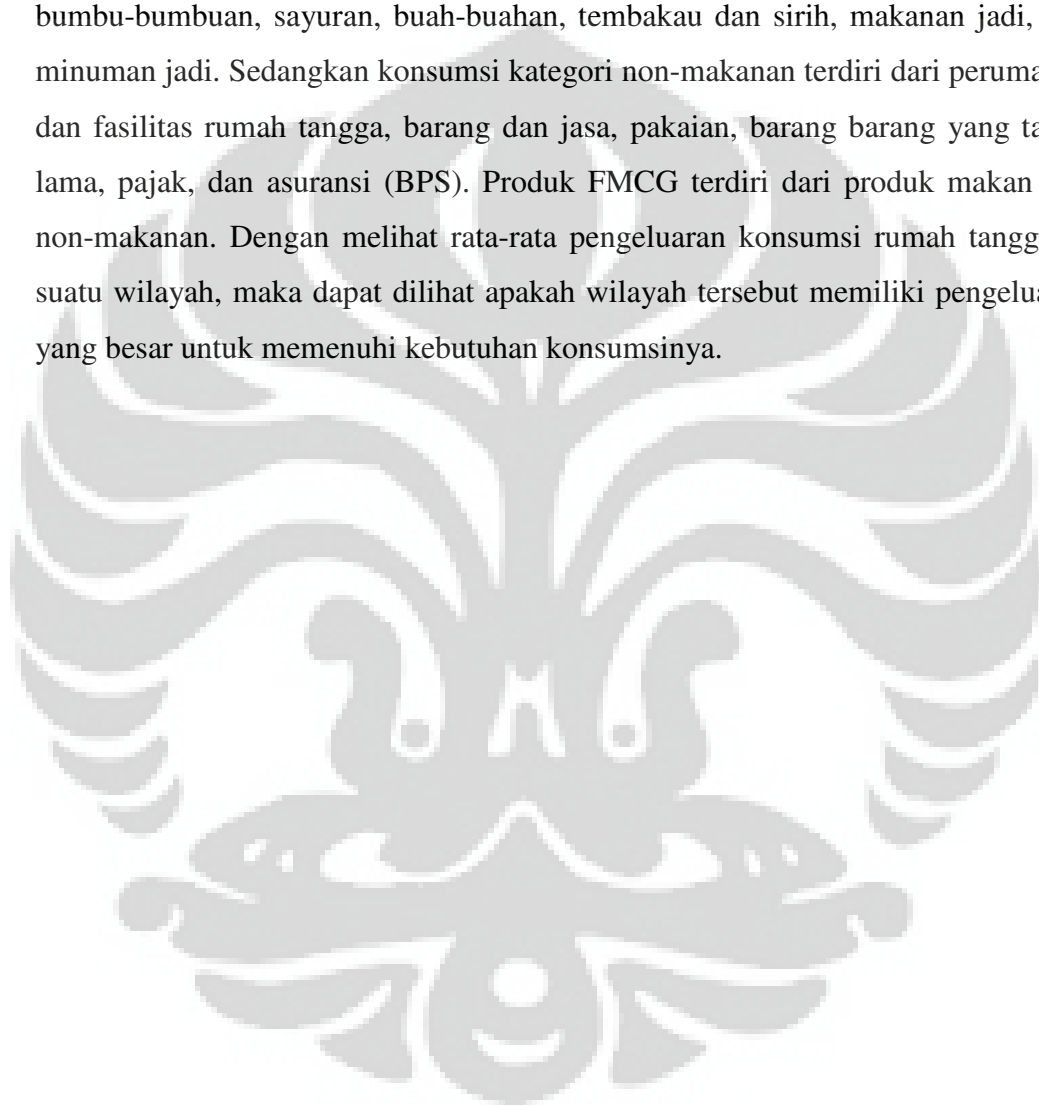 bumbu-bumbuan, sayuran, buah-buahan, tembakau dan sirih, makanan jadi,
minuman jadi. Sedangkan konsumsi kategori non-makanan terdiri dari peruma
dan fasilitas rumah tangga, barang dan jasa, pakaian, barang barang yang ta
lama, pajak, dan asuransi (BPS). Produk FMCG terdiri dari produk makan
non-makanan. Dengan melihat rata-rata pengeluaran konsumsi rumah tangg
suatu wilayah, maka dapat dilihat apakah wilayah tersebut memiliki pengelua
yang besar untuk memenuhi kebutuhan konsumsinya.